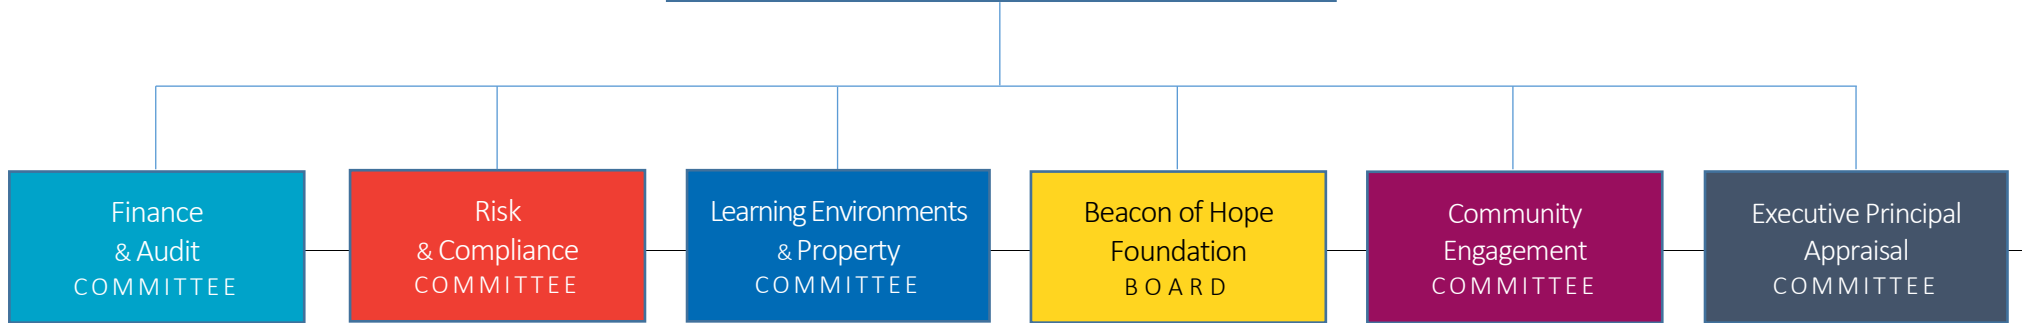 Finance
& Audit
COMMITTEE
Risk
& Compliance
COMMITTEE
Learning Environments
& Property
COMMITTEE
Beacon of Hope
Foundation
BOARD
Community
Engagement
COMMITTEE
Executive Principal
Appraisal
COMMITTEE